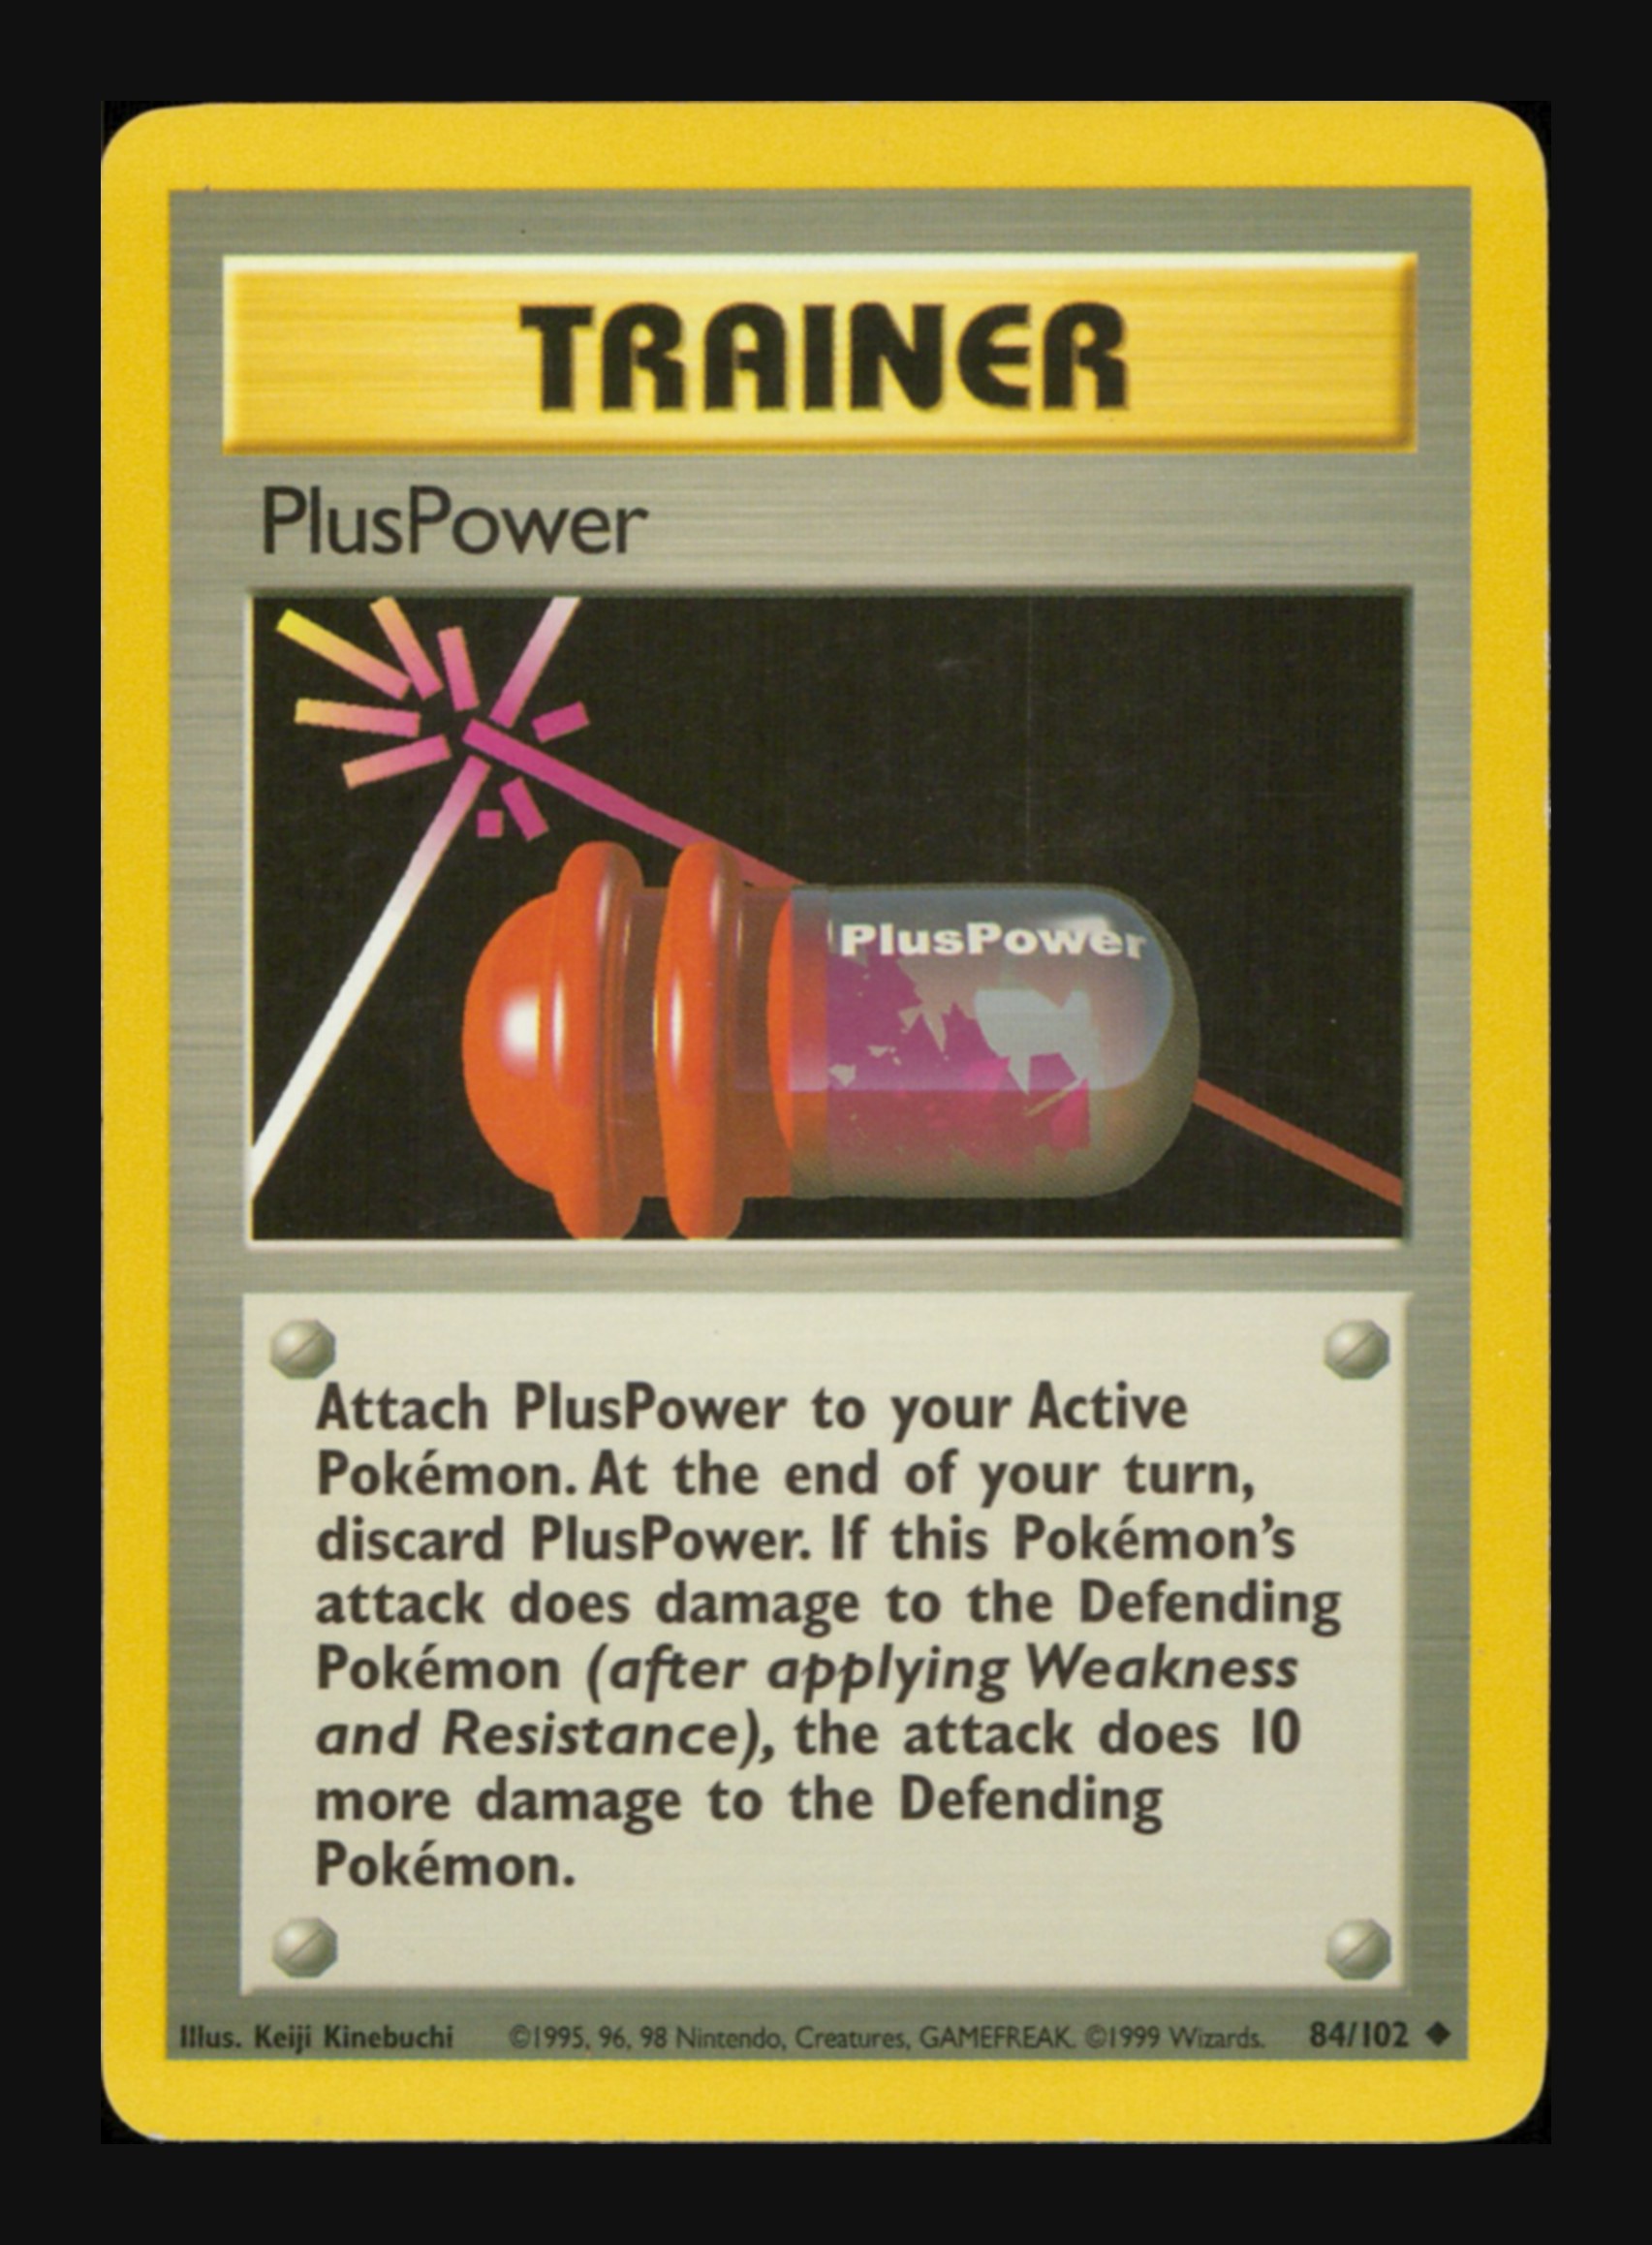 TRAINER
PlusPower
PlusPower
Attach PlusPower to your Active
Pokémon. At the end of your turn,
discard PlusPower. If this Pokémon's
attack does damage to the Defending
Pokémon (after applying Weakness
and Resistance), the attack does 10
more damage to the Defending
Pokémon.
Illus. Keiji Kinebuchi ©1995, 96, 98 Nintendo, Creatures, GAMEFREAK. ©1999 Wizards. 84/102 ◆